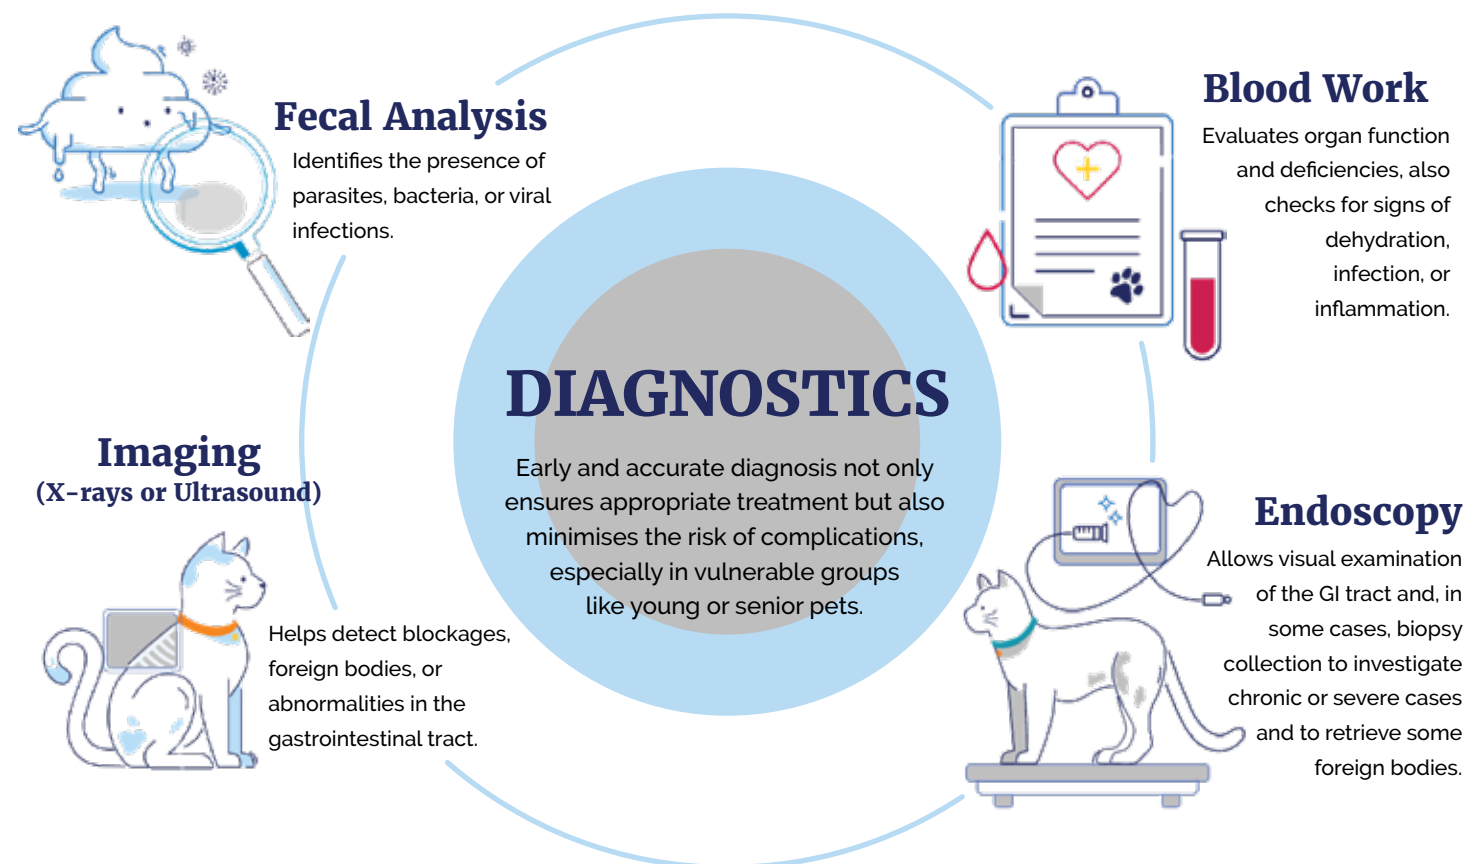 Fecal Analysis
Identifies the presence of
parasites, bacteria, or viral
infections.
Blood Work
Evaluates organ function
and deficiencies, also
checks for signs of
dehydration,
infection, or
inflammation.
DIAGNOSTICS
Early and accurate diagnosis not only
ensures appropriate treatment but also
minimises the risk of complications,
especially in vulnerable groups
like young or senior pets.
Imaging
(X-rays or Ultrasound)
Helps detect blockages,
foreign bodies, or
abnormalities in the
gastrointestinal tract.
Endoscopy
Allows visual examination
of the GI tract and, in
some cases, biopsy
collection to investigate
chronic or severe cases
and to retrieve some
foreign bodies.